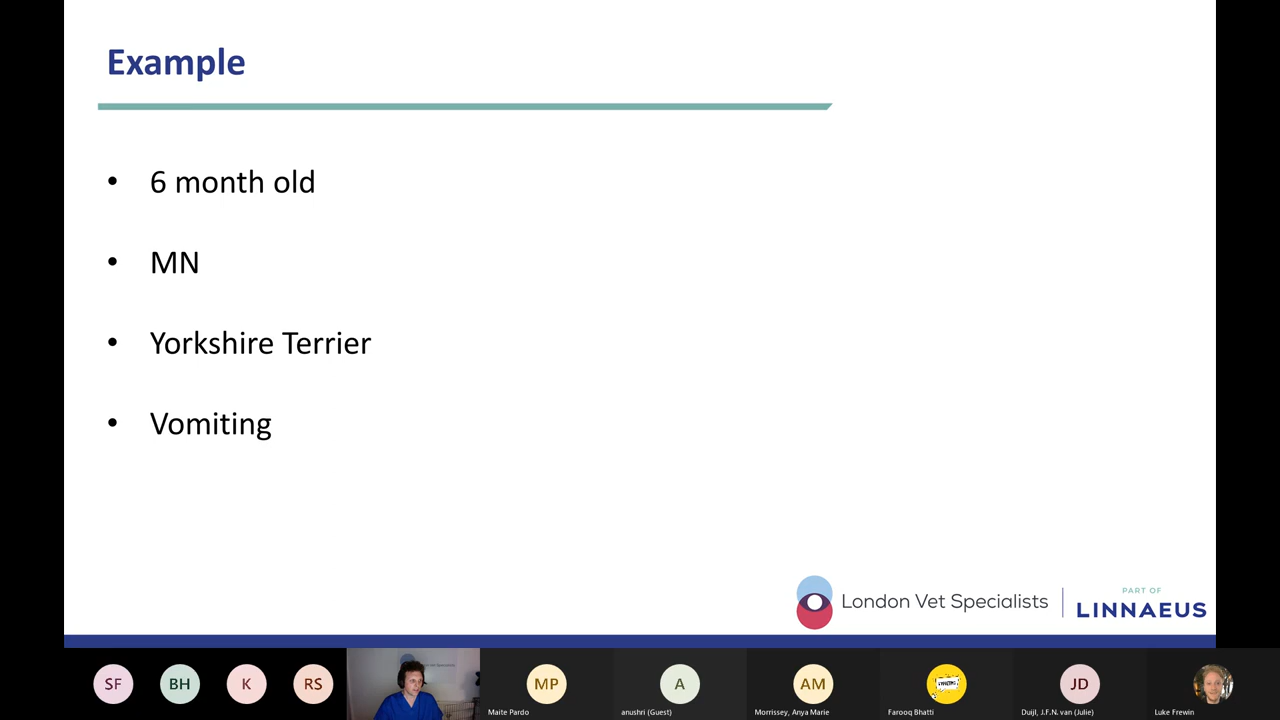 Example
• 6 month old
• MN
• Yorkshire Terrier
• Vomiting
London Vet Specialists
PART OF
LINNAEUS
SF
BH
K
RS
MP
A
AM
JD
Maite Pardo
anushri (Guest)
Morrissey, Anya Marie
Farooq Bhatti
Duijl, J.F.N. van (Julie)
Luke Frewin